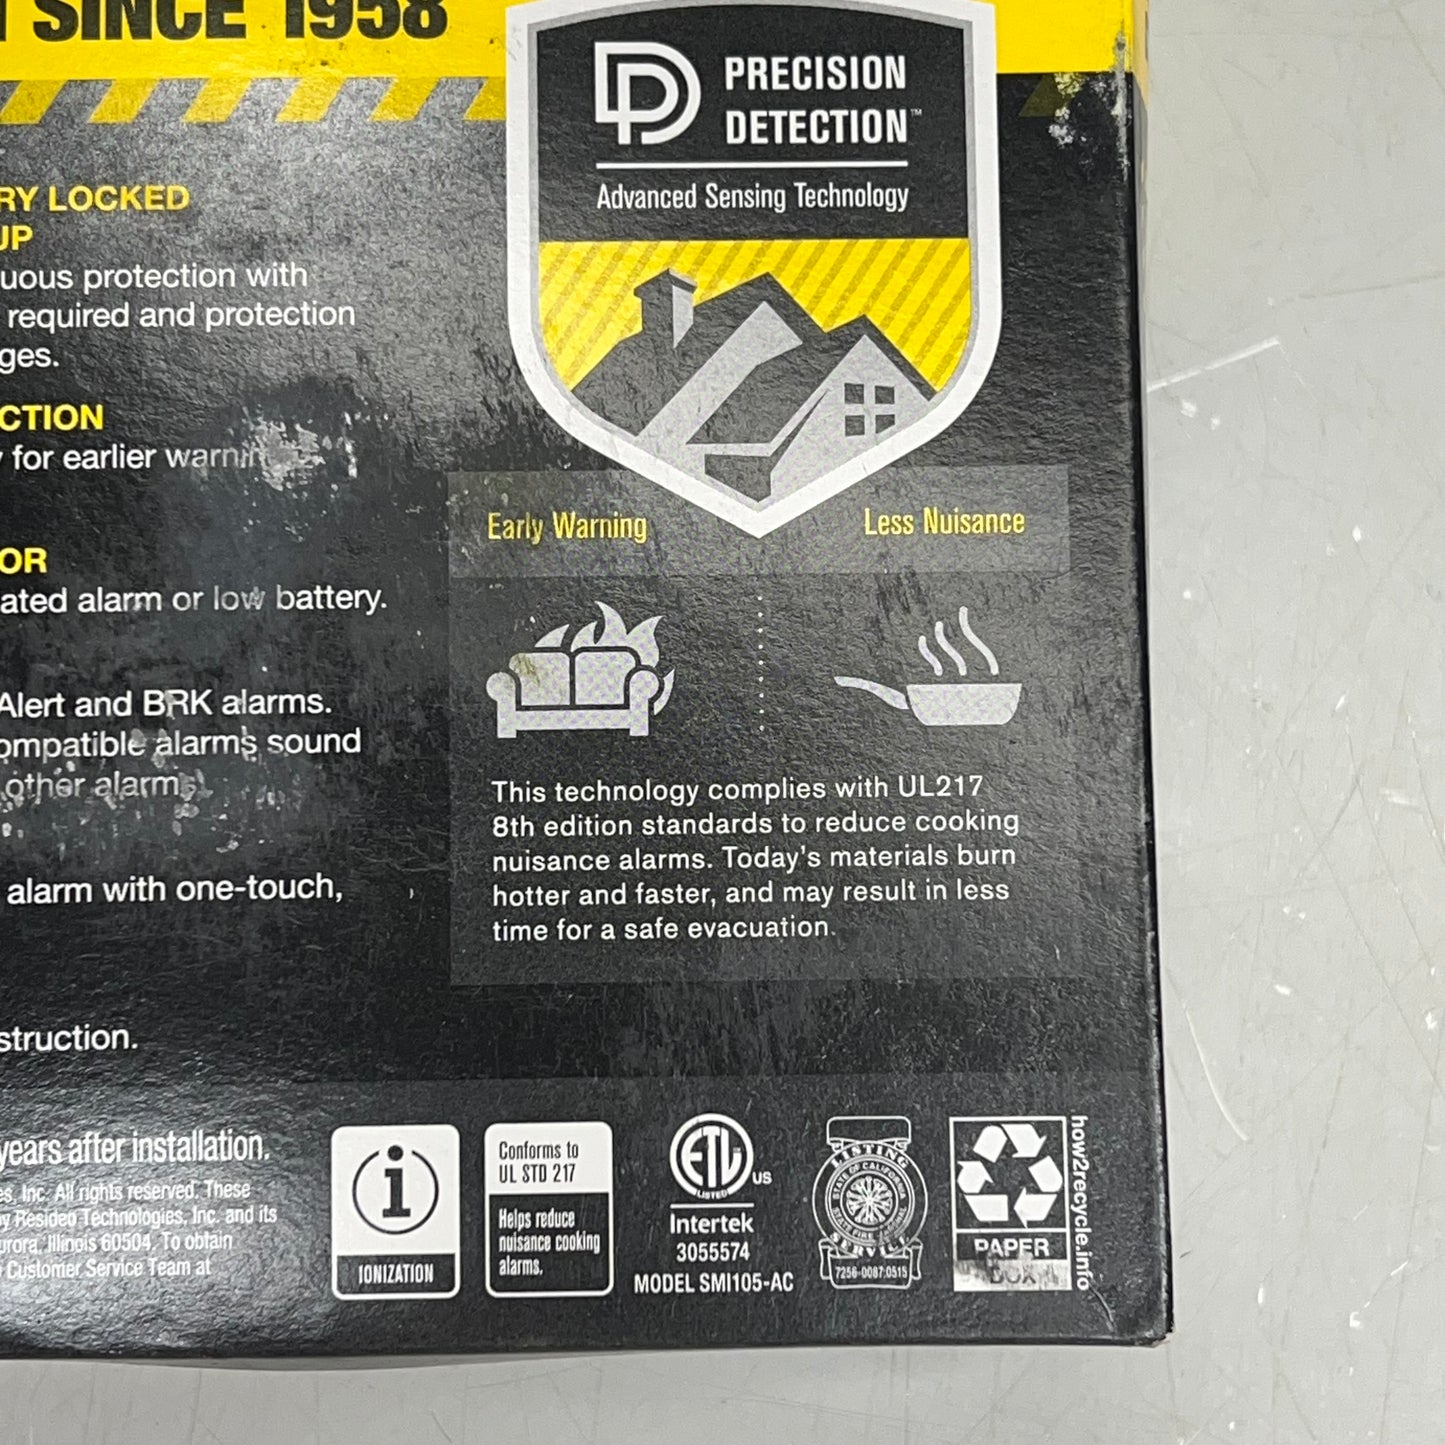 SINCE 1958
PRECISION
DETECTION™
Advanced Sensing Technology
RY LOCKED
UP
uous protection with
required and protection
ges.
CTION
for earlier warnin
OR
ated alarm or low battery.
Alert and BRK alarms.
ompatible alarms sound
other alarms
alarm with one-touch,
struction.
Early Warning
Less Nuisance
This technology complies with UL217
8th edition standards to reduce cooking
nuisance alarms. Today's materials burn
hotter and faster, and may result in less
time for a safe evacuation.
years after installation.
es, Inc. All rights reserved. These
by Resideo Technologies, Inc. and its
urora, Illinois 60504. To obtain
Customer Service Team at
i
IONIZATION
Conforms to
UL STD 217
Helps reduce
nuisance cooking
alarms.
ETL
LISTED
US
Intertek
3055574
MODEL SMI105-AC
LISTING
STATE OF CALIFORNIA
STATE FIRE MARSHAL
SERVICE
7256-0087:0515
PAPER
BOX
how2recycle.info